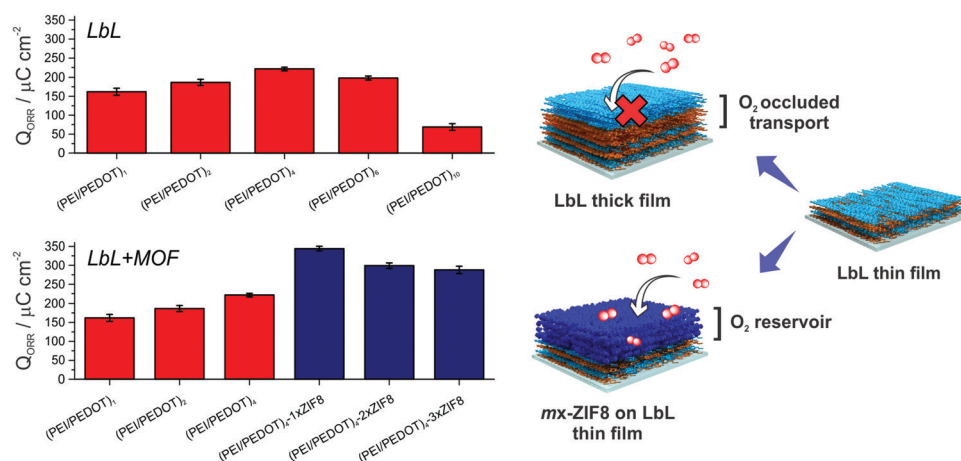 LbL
Q_ORR / µC cm⁻²
350
300
250
200
150
100
50
0
(PEI/PEDOT)₁
(PEI/PEDOT)₂
(PEI/PEDOT)₄
(PEI/PEDOT)₆
(PEI/PEDOT)₁₀
LbL+MOF
Q_ORR / µC cm⁻²
350
300
250
200
150
100
50
0
(PEI/PEDOT)₁
(PEI/PEDOT)₂
(PEI/PEDOT)₄
(PEI/PEDOT)₄-1xZIF8
(PEI/PEDOT)₄-2xZIF8
(PEI/PEDOT)₄-3xZIF8
O₂ occluded
transport
LbL thick film
LbL thin film
O₂ reservoir
mx-ZIF8 on LbL
thin film